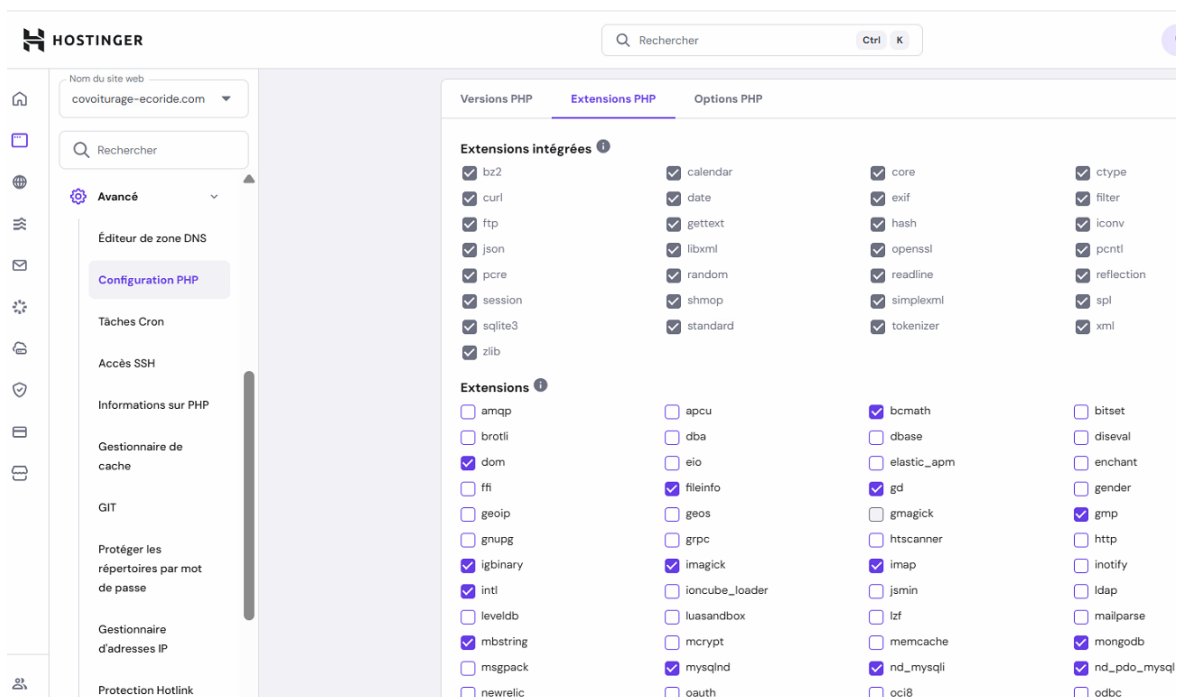 HOSTINGER
Rechercher
Ctrl K
Nom du site web
covoiturage-ecoride.com
Rechercher
Avancé
Éditeur de zone DNS
Configuration PHP
Tâches Cron
Accès SSH
Informations sur PHP
Gestionnaire de
cache
GIT
Protéger les
répertoires par mot
de passe
Gestionnaire
d'adresses IP
Protection Hotlink
Versions PHP Extensions PHP Options PHP
Extensions intégrées
bz2 calendar core ctype
curl date exif filter
ftp gettext hash iconv
json libxml openssl pcntl
pcre random readline reflection
session shmop simplexml spl
sqlite3 standard tokenizer xml
zlib
Extensions
amqp apcu bcmath bitset
brotli dba dbase diseval
dom eio elastic_apm enchant
ffi fileinfo gd gender
geoip geos gmagick gmp
gnupg grpc htscanner http
igbinary imagick imap inotify
intl ioncube_loader jsmin ldap
leveldb luasandbox lzf mailparse
mbstring mcrypt memcache mongodb
msgpack mysqlnd nd_mysqli nd_pdo_mysql
newrelic oauth oci8 odbc